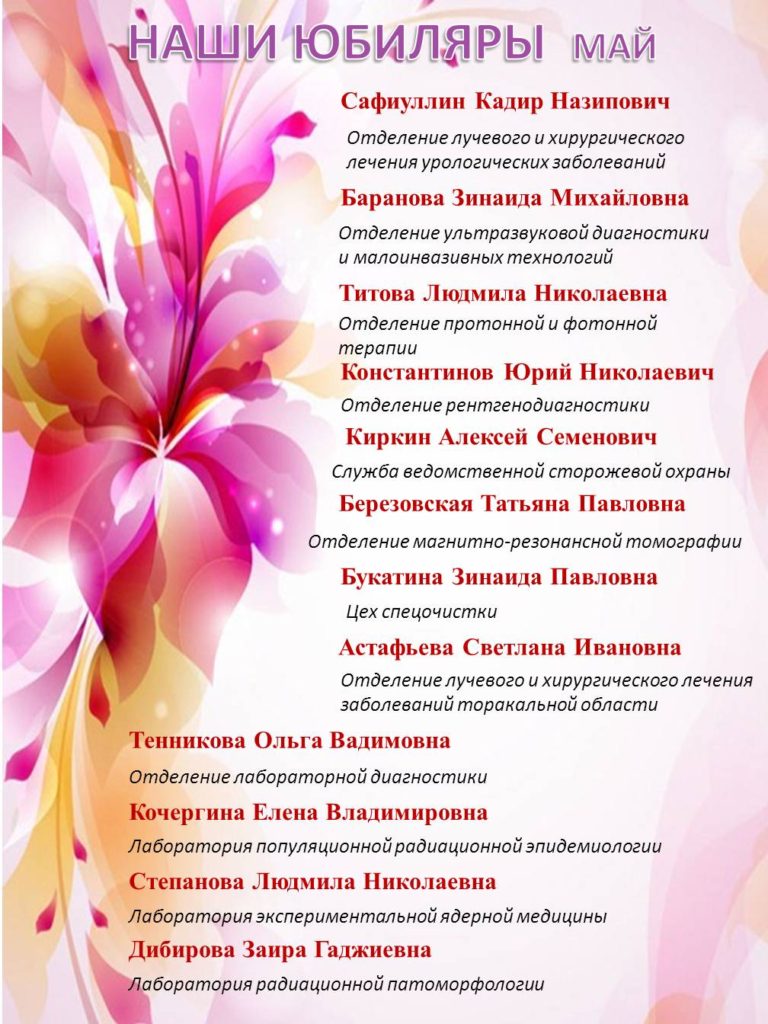 НАШИ ЮБИЛЯРЫ МАЙ
Сафиуллин Кадир Назипович
Отделение лучевого и хирургического
лечения урологических заболеваний
Баранова Зинаида Михайловна
Отделение ультразвуковой диагностики
и малоинвазивных технологий
Титова Людмила Николаевна
Отделение протонной и фотонной
терапии
Константинов Юрий Николаевич
Отделение рентгенодиагностики
Киркин Алексей Семенович
Служба ведомственной сторожевой охраны
Березовская Татьяна Павловна
Отделение магнитно-резонансной томографии
Букатина Зинаида Павловна
Цех спецочистки
Астафьева Светлана Ивановна
Отделение лучевого и хирургического лечения
заболеваний торакальной области
Тенникова Ольга Вадимовна
Отделение лабораторной диагностики
Кочергина Елена Владимировна
Лаборатория популяционной радиационной эпидемиологии
Степанова Людмила Николаевна
Лаборатория экспериментальной ядерной медицины
Дибирова Заира Гаджиевна
Лаборатория радиационной патоморфологии